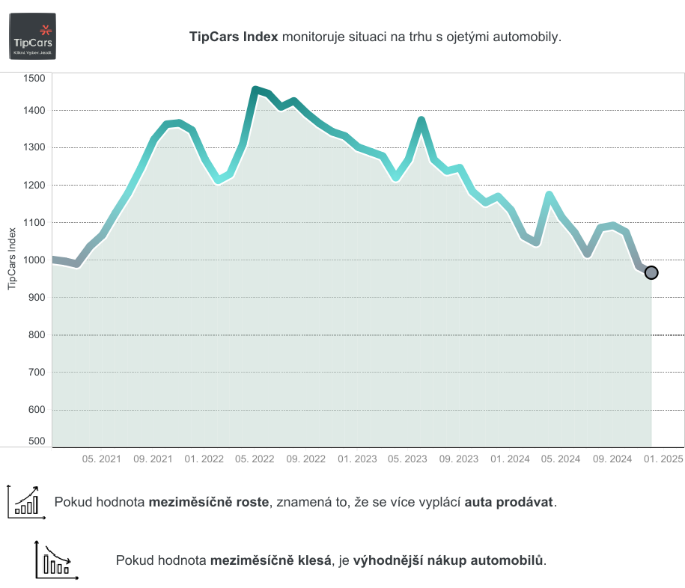 TipCars
TipCars Index monitoruje situaci na trhu s ojetými automobily.
TipCars Index
1500
1400
1300
1200
1100
1000
900
800
700
600
500
05. 2021 09. 2021 01. 2022 05. 2022 09. 2022 01. 2023 05. 2023 09. 2023 01. 2024 05. 2024 09. 2024 01. 2025
Pokud hodnota meziměsíčně roste, znamená to, že se více vyplácí auta prodávat.
Pokud hodnota meziměsíčně klesá, je výhodnější nákup automobilů.